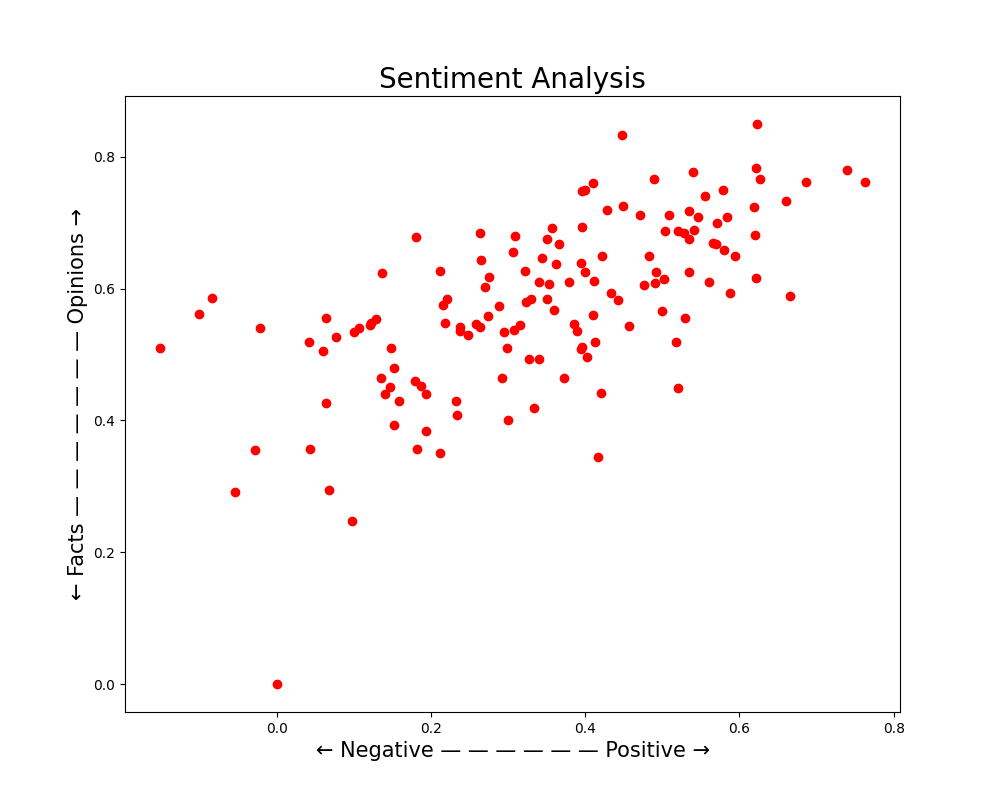 Sentiment Analysis
← Facts — — — — — — Opinions →
0.8
0.6
0.4
0.2
0.0
0.0 0.2 0.4 0.6 0.8
← Negative — — — — — — Positive →